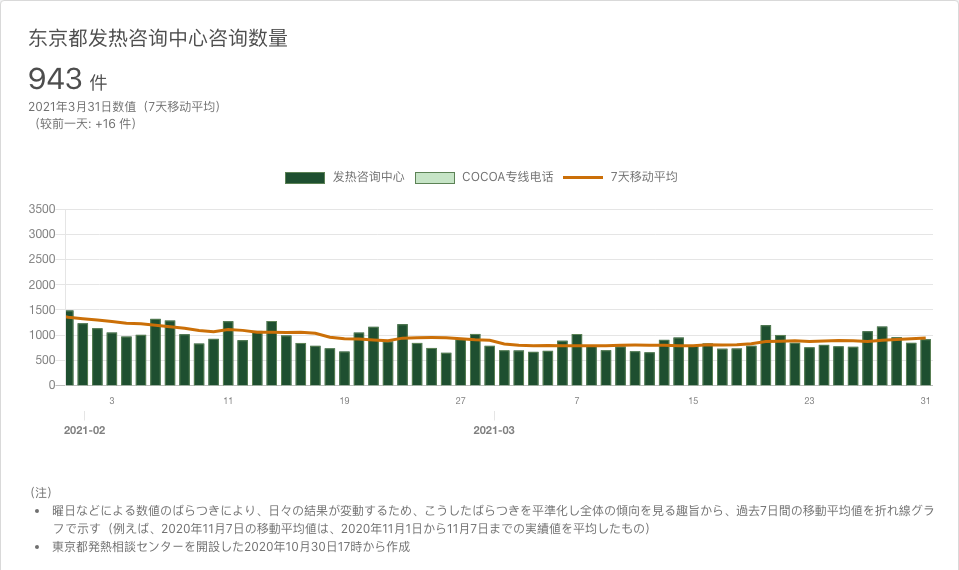 东京都发热咨询中心咨询数量
943 件
2021年3月31日数值（7天移动平均）
（较前一天: +16 件）
发热咨询中心 COCOA专线电话 7天移动平均
3500
3000
2500
2000
1500
1000
500
0
3 11 19 27 7 15 23 31
2021-02 2021-03
（注）
• 曜日などによる数値のばらつきにより、日々の結果が変動するため、こうしたばらつきを平準化し全体の傾向を見る趣旨から、過去7日間の移動平均値を折れ線グラ
フで示す（例えば、2020年11月7日の移動平均値は、2020年11月1日から11月7日までの実績値を平均したもの）
• 東京都発熱相談センターを開設した2020年10月30日17時から作成